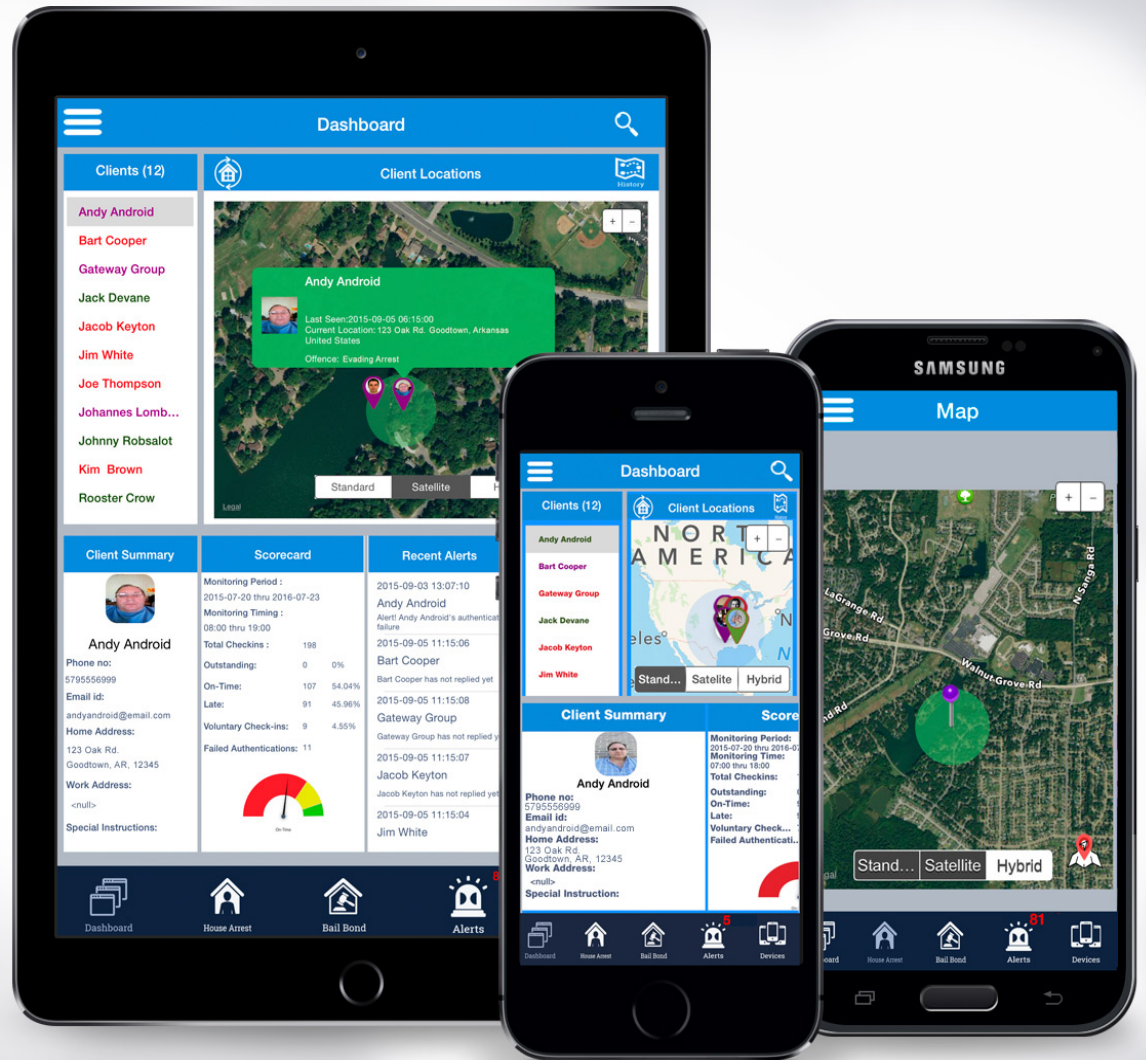 Dashboard
Clients (12)
Andy Android
Bart Cooper
Gateway Group
Jack Devane
Jacob Keyton
Jim White
Joe Thompson
Johannes Lomb...
Johnny Robsalot
Kim Brown
Rooster Crow
Client Locations
History
+ −
Andy Android
Last Seen:2015-09-05 06:15:00
Current Location: 123 Oak Rd. Goodtown, Arkansas
United States
Offence: Evading Arrest
Standard Satellite H
Legal
Client Summary
Andy Android
Phone no:
5795556999
Email id:
andyandroid@email.com
Home Address:
123 Oak Rd.
Goodtown, AR, 12345
Work Address:
<null>
Special Instructions:
Scorecard
Monitoring Period :
2015-07-20 thru 2016-07-23
Monitoring Timing :
08:00 thru 19:00
Total Checkins : 198
Outstanding: 0 0%
On-Time: 107 54.04%
Late: 91 45.96%
Voluntary Check-ins: 9 4.55%
Failed Authentications: 11
On Time
Recent Alerts
2015-09-03 13:07:10
Andy Android
Alert! Andy Android's authenticat
failure
2015-09-05 11:15:06
Bart Cooper
Bart Cooper has not replied yet
2015-09-05 11:15:08
Gateway Group
Gateway Group has not replied y
2015-09-05 11:15:07
Jacob Keyton
Jacob Keyton has not replied yet
2015-09-05 11:15:04
Jim White
Dashboard
House Arrest
Bail Bond
8
Alerts
Dashboard
Clients (12)
Andy Android
Bart Cooper
Gateway Group
Jack Devane
Jacob Keyton
Jim White
Client Locations
+ −
NORT
AMERICA
eles
N
N
Stand... Satelite Hybrid
Client Summary
Andy Android
Phone no:
5795556999
Email id:
andyandroid@email.com
Home Address:
123 Oak Rd.
Goodtown, AR, 12345
Work Address:
<null>
Special Instruction:
Score
Monitoring Period:
2015-07-20 thru 2016-07
Monitoring Time:
07:00 thru 18:00
Total Checkins:
Outstanding:
On-Time:
Late:
Voluntary Check...
Failed Authenticati..
Dashboard
House Arrest
Bail Bond
5
Alerts
Devices
SAMSUNG
Map
+ −
LaGrange Rd
Grove Rd
N Sanga Rd
Walnut Grove Rd
nd Rd
gal
Stand... Satellite Hybrid
oard
House Arrest
Bail Bond
81
Alerts
Devices